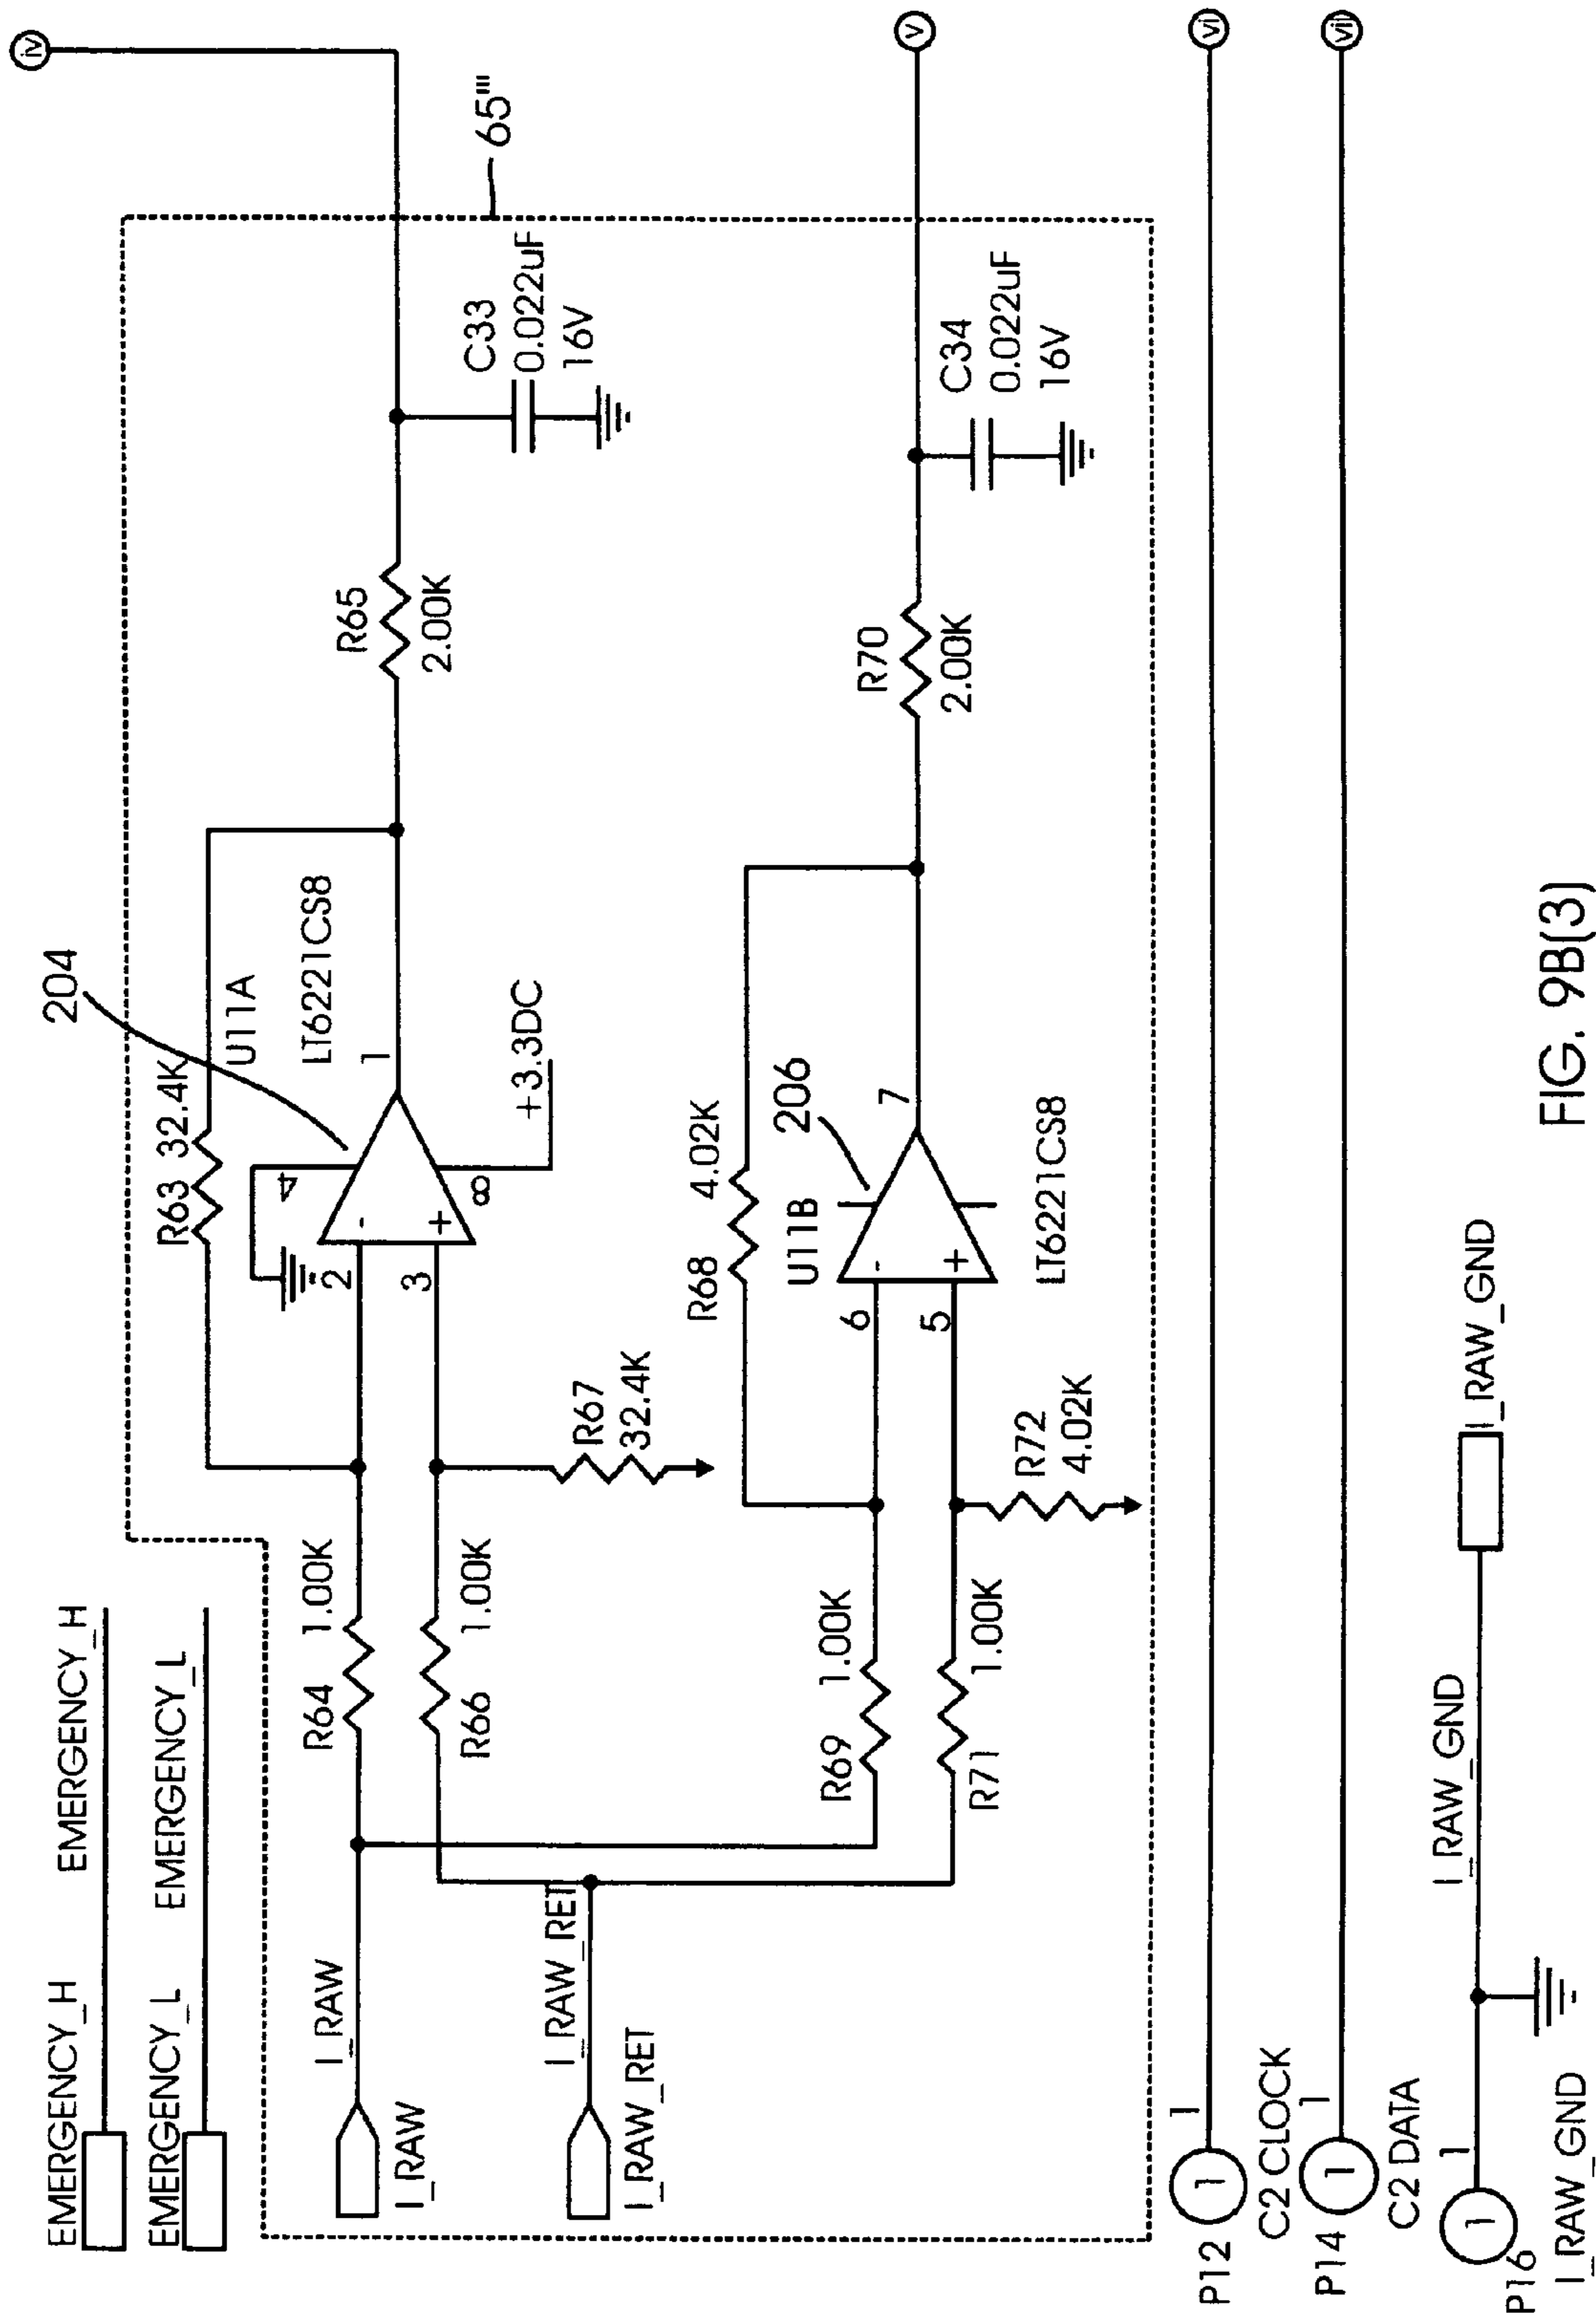 EMERGENCY_H
EMERGENCY_H
EMERGENCY_L
EMERGENCY_L
204
iv
65'''
R63 32.4K
U11A
LT6221CS8
4
1
2
3
-
+
8
+3.3DC
I_RAW
I_RAW
R64
1.00K
R66
1.00K
R65
2.00K
C33
0.022uF
16V
R67
32.4K
I_RAW_RET
I_RAW_RET
R68
4.02K
206
U11B
6
5
-
+
7
LT6221CS8
R69
1.00K
R71
1.00K
R72
4.02K
R70
2.00K
C34
0.022uF
16V
v
P12
1
1
C2 CLOCK
vi
P14
1
1
C2 DATA
vii
P16
1
1
I_RAW_GND
I_RAW_GND
I_RAW_GND
FIG. 9B(3)